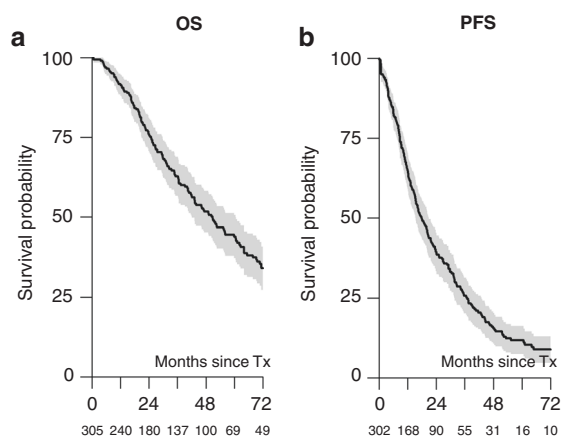 a
OS
Survival probability
100
75
50
25
0
Months since Tx
0 24 48 72
305 240 180 137 100 69 49
b
PFS
Survival probability
100
75
50
25
0
Months since Tx
0 24 48 72
302 168 90 55 31 16 10